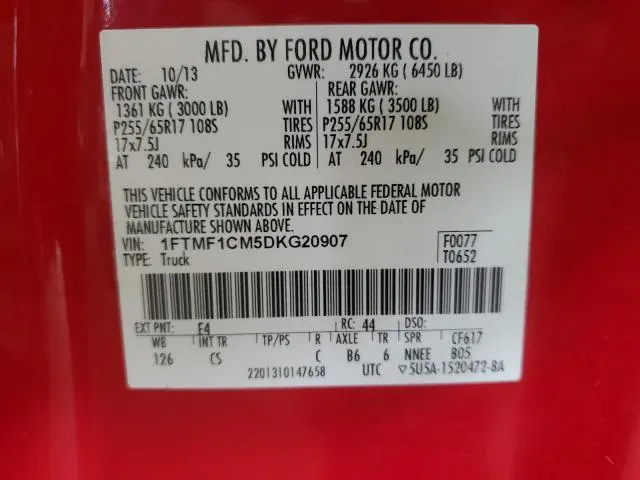 MFD. BY FORD MOTOR CO.
DATE: 10/13 GVWR: 2926 KG ( 6450 LB)
FRONT GAWR: REAR GAWR:
1361 KG ( 3000 LB) WITH 1588 KG ( 3500 LB) WITH
P255/65R17 108S TIRES P255/65R17 108S TIRES
17x7.5J RIMS 17x7.5J RIMS
AT 240 kPa/ 35 PSI COLD AT 240 kPa/ 35 PSI COLD
THIS VEHICLE CONFORMS TO ALL APPLICABLE FEDERAL MOTOR
VEHICLE SAFETY STANDARDS IN EFFECT ON THE DATE OF
MANUFACTURE SHOWN ABOVE.
VIN: 1FTMF1CM5DKG20907 F0077
TYPE: Truck T0652
EXT PNT: E4 RC: 44 DSO:
WB INT TR TP/PS R AXLE TR SPR CF617
126 CS C B6 6 NNEE B05
2201310147658 UTC ▽5U5A-1520472-BA